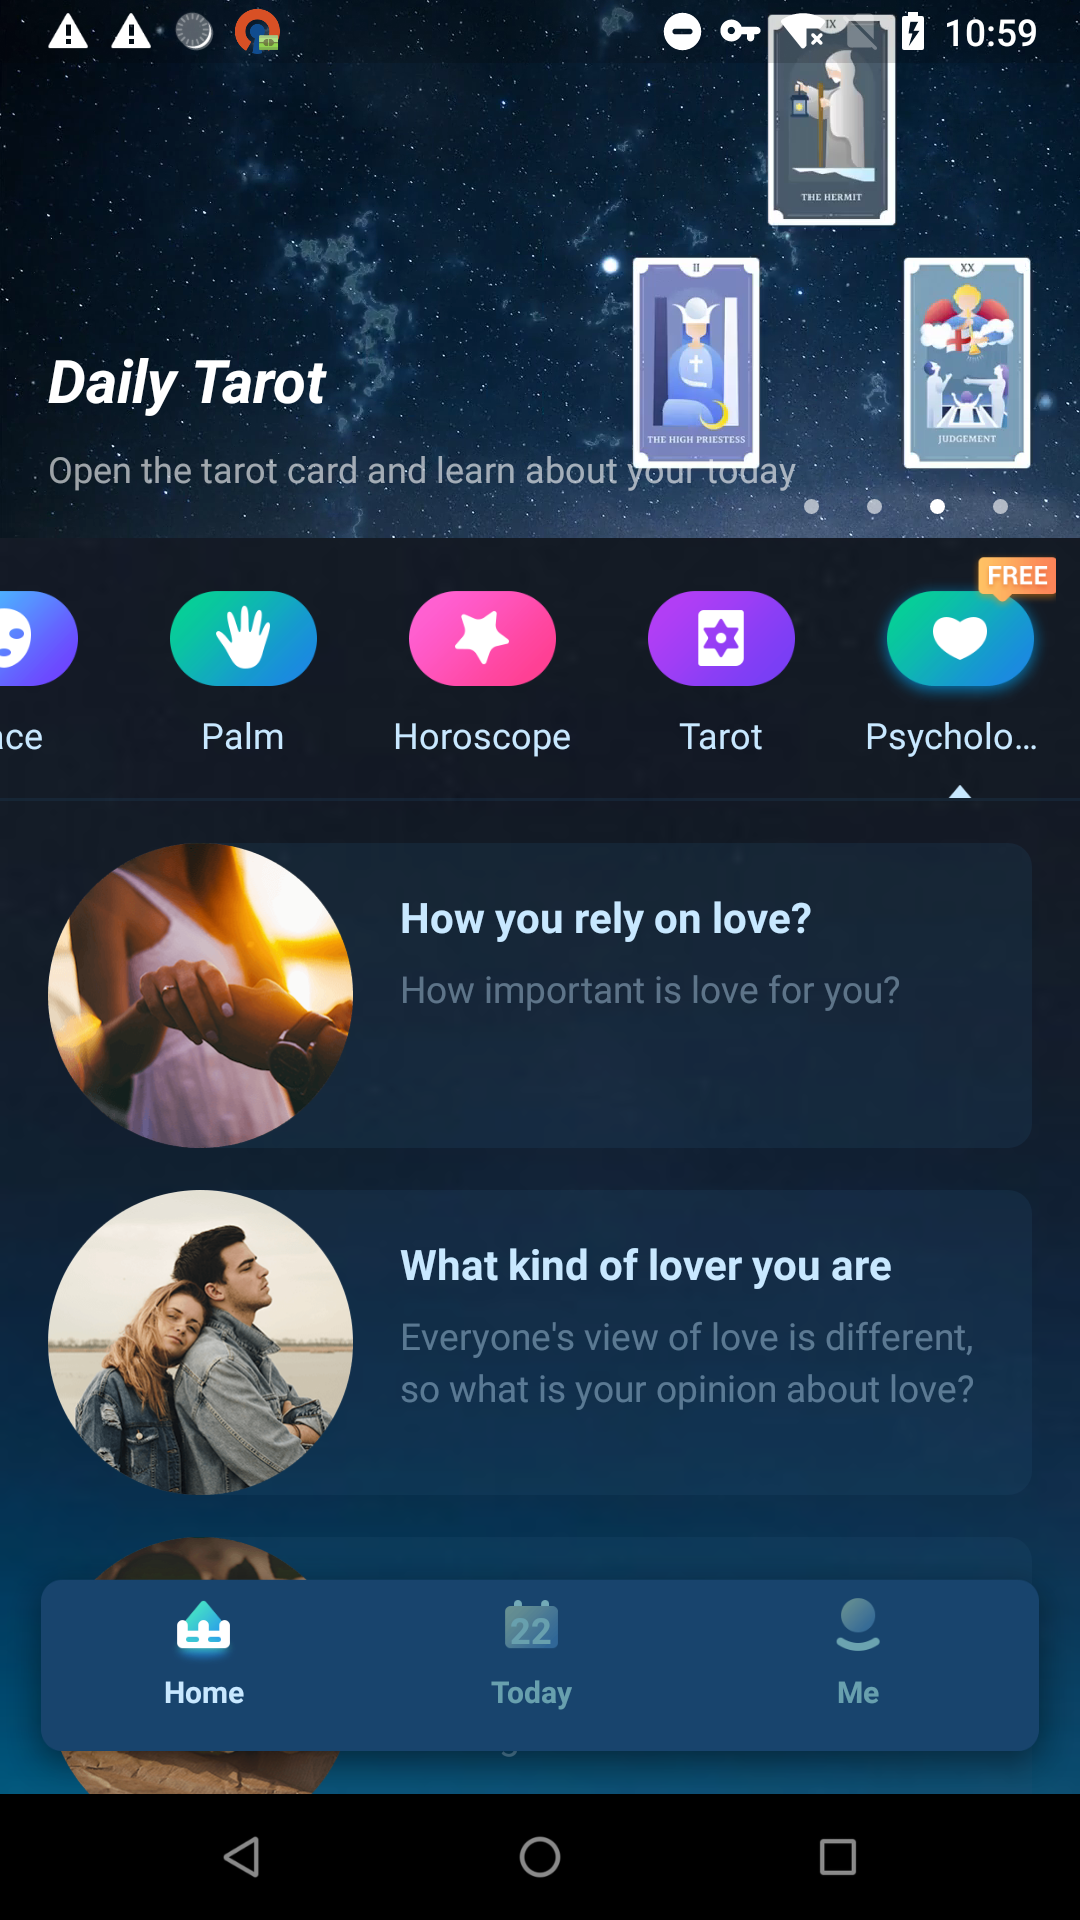 10:59
IX
THE HERMIT
II
THE HIGH PRIESTESS
XX
JUDGEMENT
Daily Tarot
Open the tarot card and learn about your today
FREE
ace
Palm
Horoscope
Tarot
Psycholo...
How you rely on love?
How important is love for you?
What kind of lover you are
Everyone's view of love is different,
so what is your opinion about love?
22
Home
Today
Me